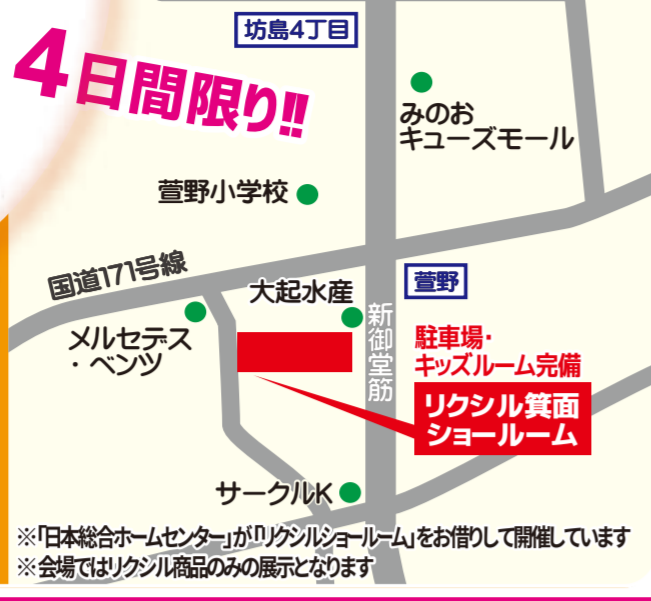 坊島4丁目
4日間限り!!
みのお
キューズモール
萱野小学校
国道171号線
大起水産
萱野
メルセデス
・ベンツ
新御堂筋
駐車場・
キッズルーム完備
リクシル箕面
ショールーム
サークルK
※「日本総合ホームセンター」が「リクシルショールーム」をお借りして開催しています
※会場ではリクシル商品のみの展示となります